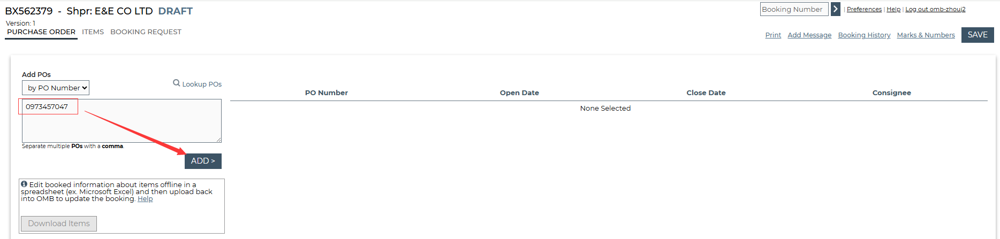 BX562379 - Shpr: E&E CO LTD DRAFT
Booking Number
| Preferences | Help | Log out omb-zhouj2
Version: 1
PURCHASE ORDER ITEMS BOOKING REQUEST
Print Add Message Booking History Marks & Numbers SAVE
Add POs
by PO Number
Lookup POs
0973457047
Separate multiple POs with a comma.
ADD >
PO Number Open Date Close Date Consignee
None Selected
Edit booked information about items offline in a
spreadsheet (ex. Microsoft Excel) and then upload back
into OMB to update the booking. Help
Download Items